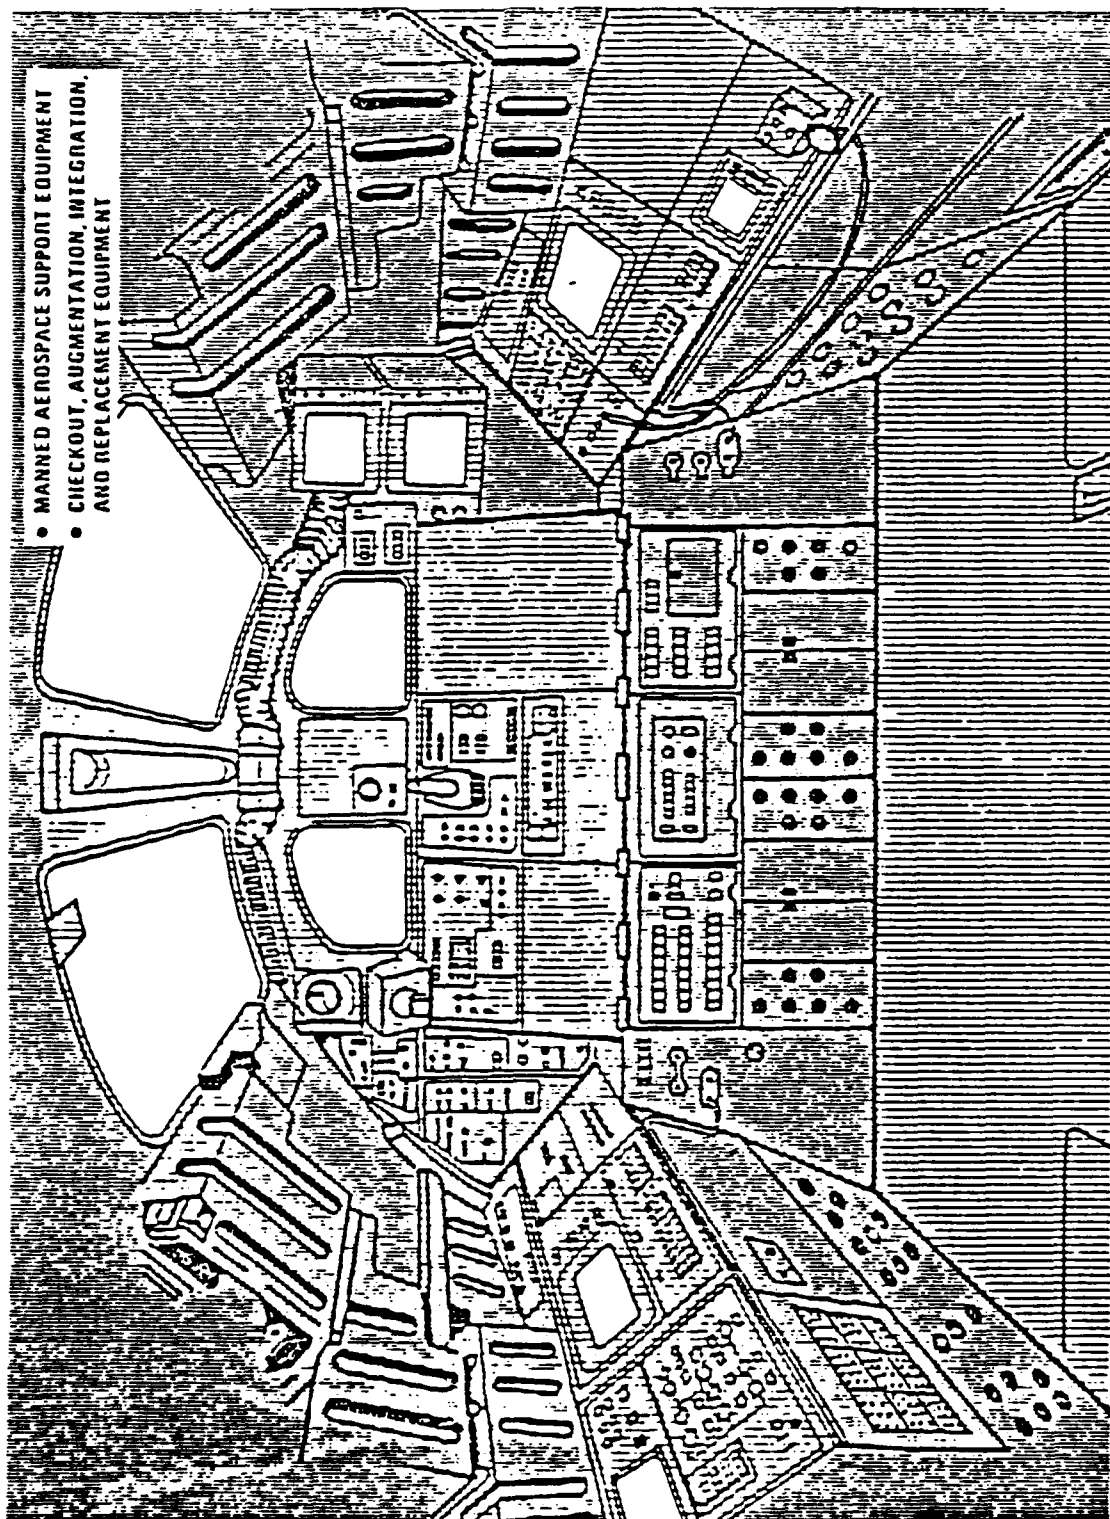 • MANNED AEROSPACE SUPPORT EQUIPMENT
• CHECKOUT, AUGMENTATION, INTEGRATION,
AND REPLACEMENT EQUIPMENT